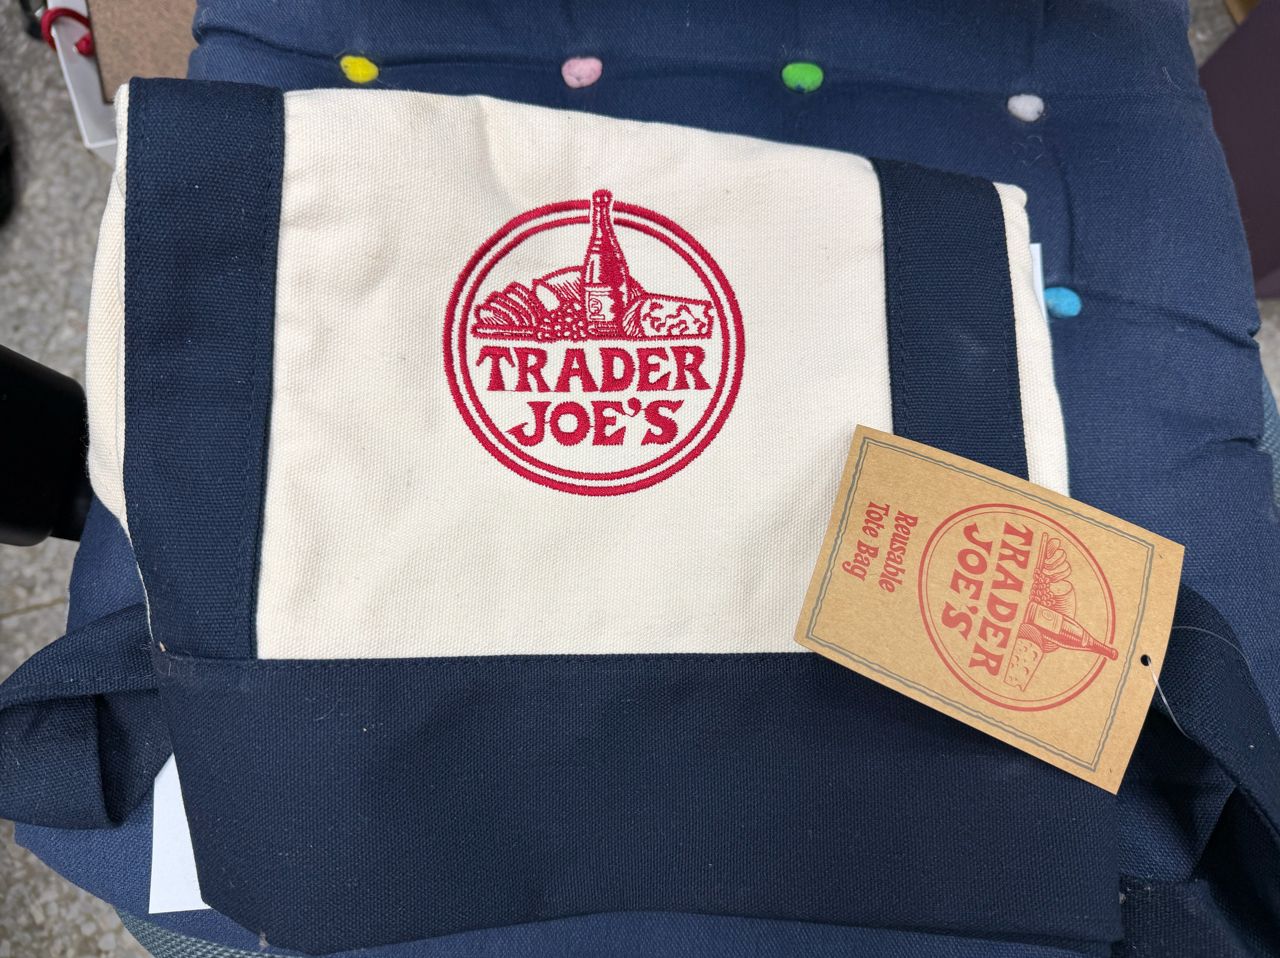 TRADER
JOE'S
Reusable
Tote Bag
TRADER
JOE'S